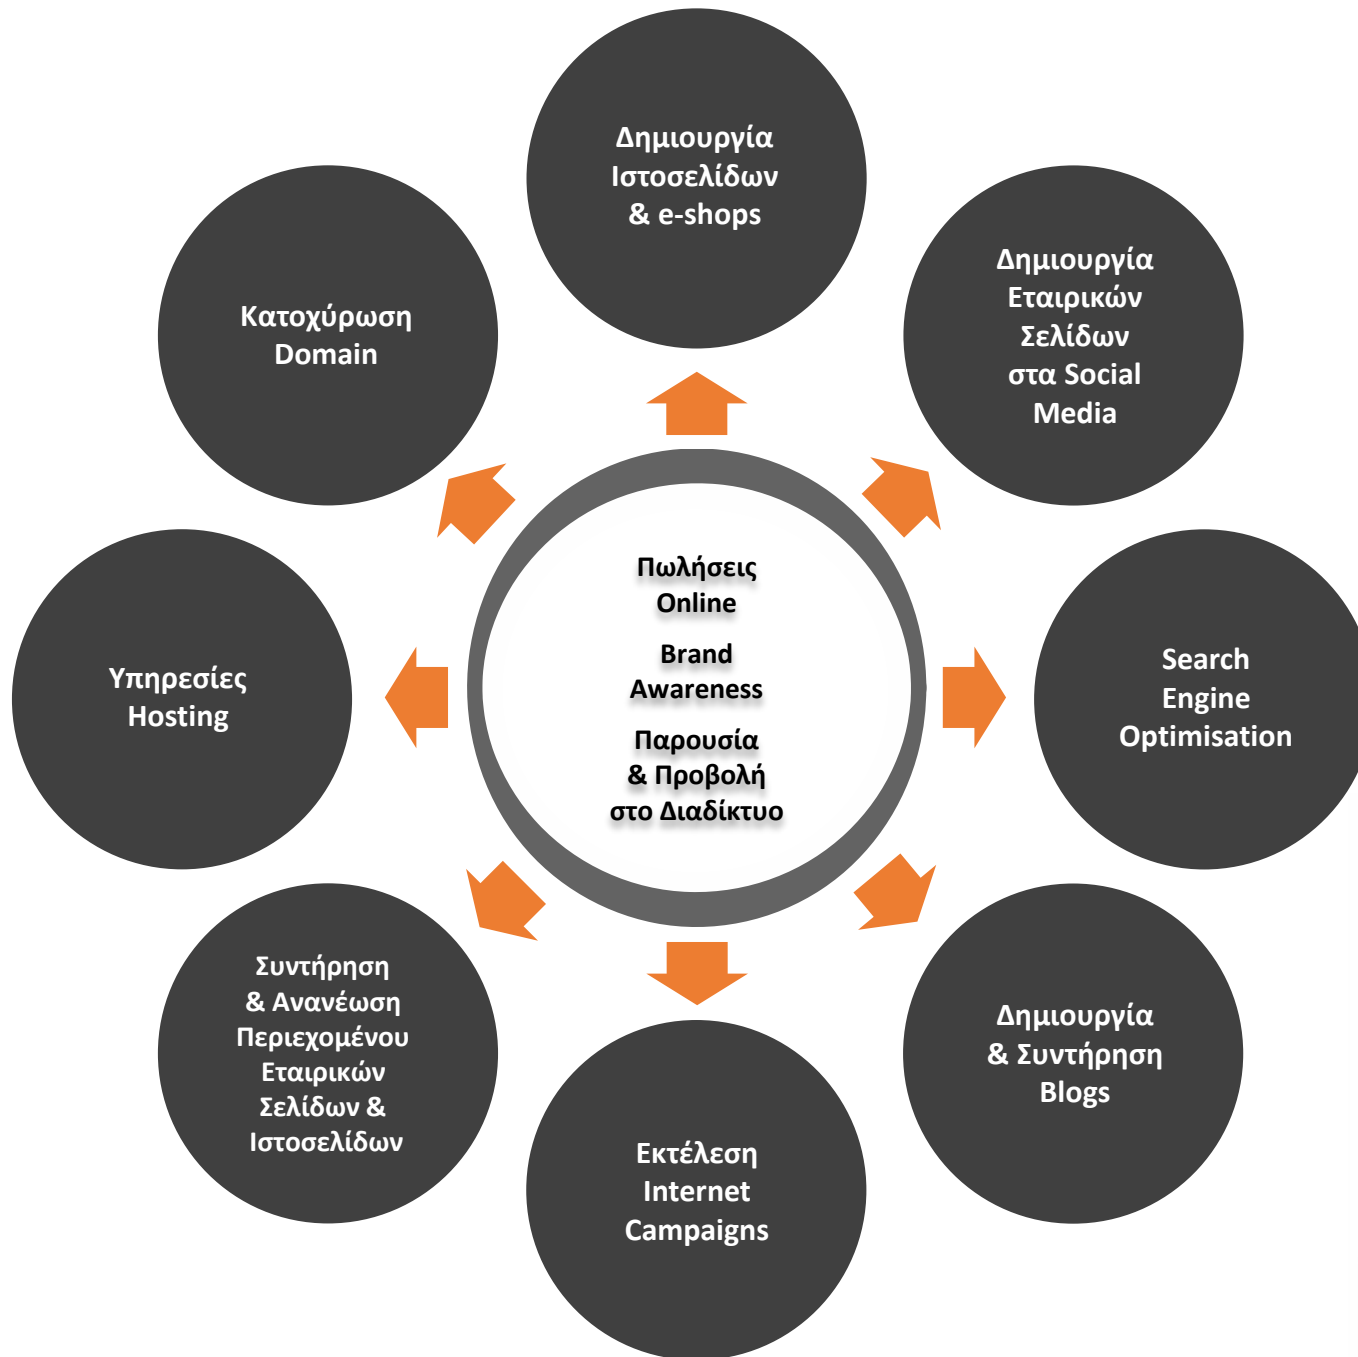 Δημιουργία
Ιστοσελίδων
& e-shops
Δημιουργία
Εταιρικών
Σελίδων
στα Social
Media
Search
Engine
Optimisation
Δημιουργία
& Συντήρηση
Blogs
Εκτέλεση
Internet
Campaigns
Συντήρηση
& Ανανέωση
Περιεχομένου
Εταιρικών
Σελίδων &
Ιστοσελίδων
Υπηρεσίες
Hosting
Κατοχύρωση
Domain
Πωλήσεις
Online
Brand
Awareness
Παρουσία
& Προβολή
στο Διαδίκτυο